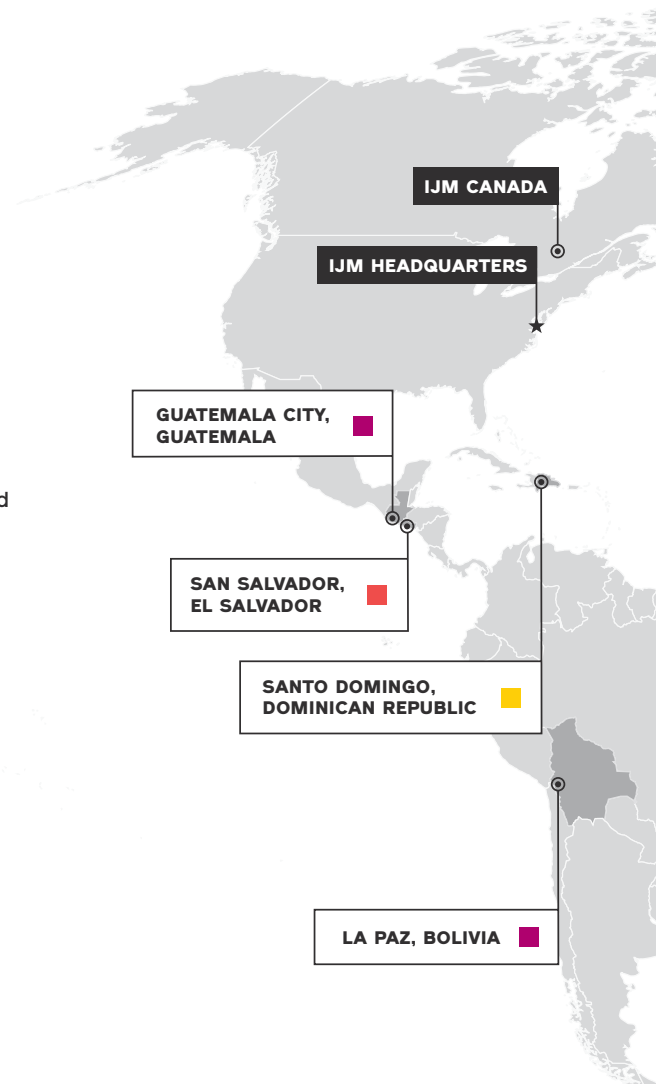 IJM CANADA
IJM HEADQUARTERS
GUATEMALA CITY,
GUATEMALA
d
SAN SALVADOR,
EL SALVADOR
SANTO DOMINGO,
DOMINICAN REPUBLIC
LA PAZ, BOLIVIA